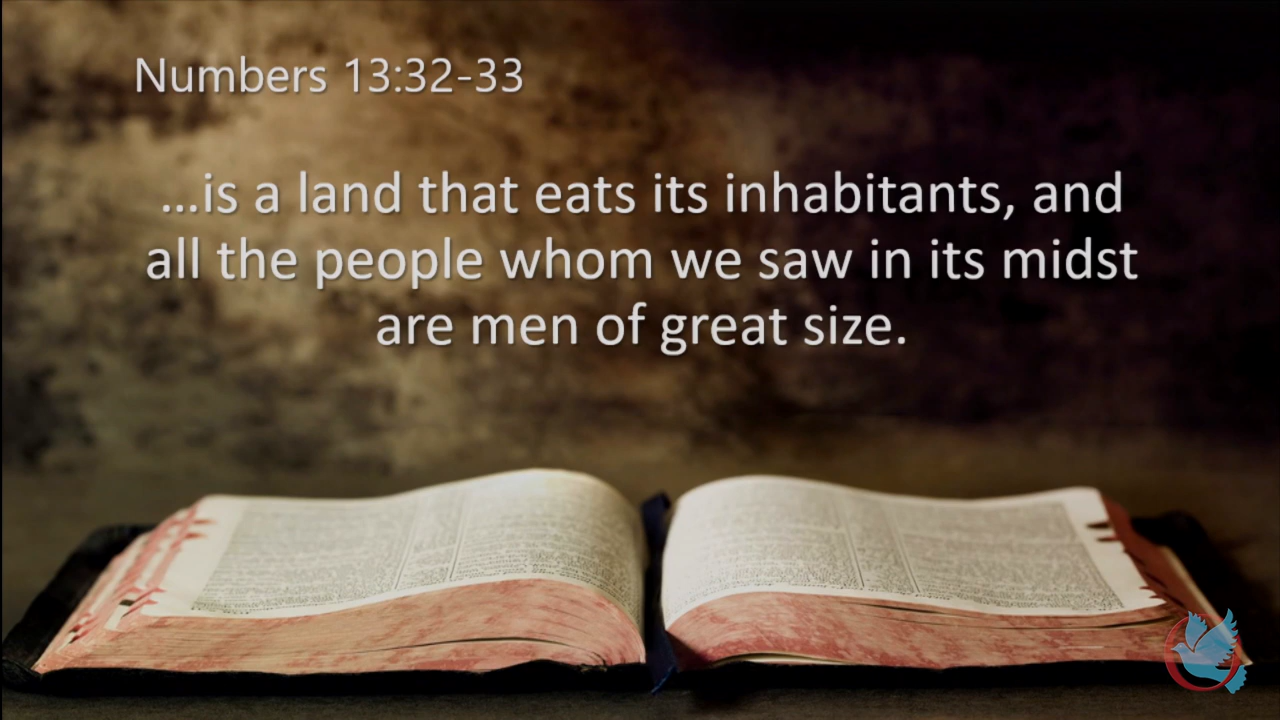 Numbers 13:32-33
...is a land that eats its inhabitants, and
all the people whom we saw in its midst
are men of great size.